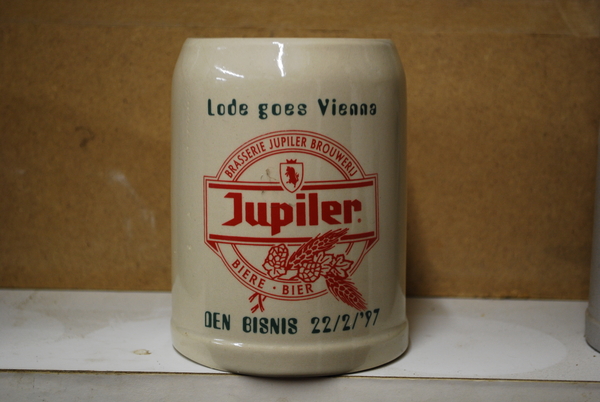 Lode goes Vienna
BRASSERIE JUPILER BROUWERIJ
Jupiler.
BIERE · BIER
DEN BISNIS 22/2/'97